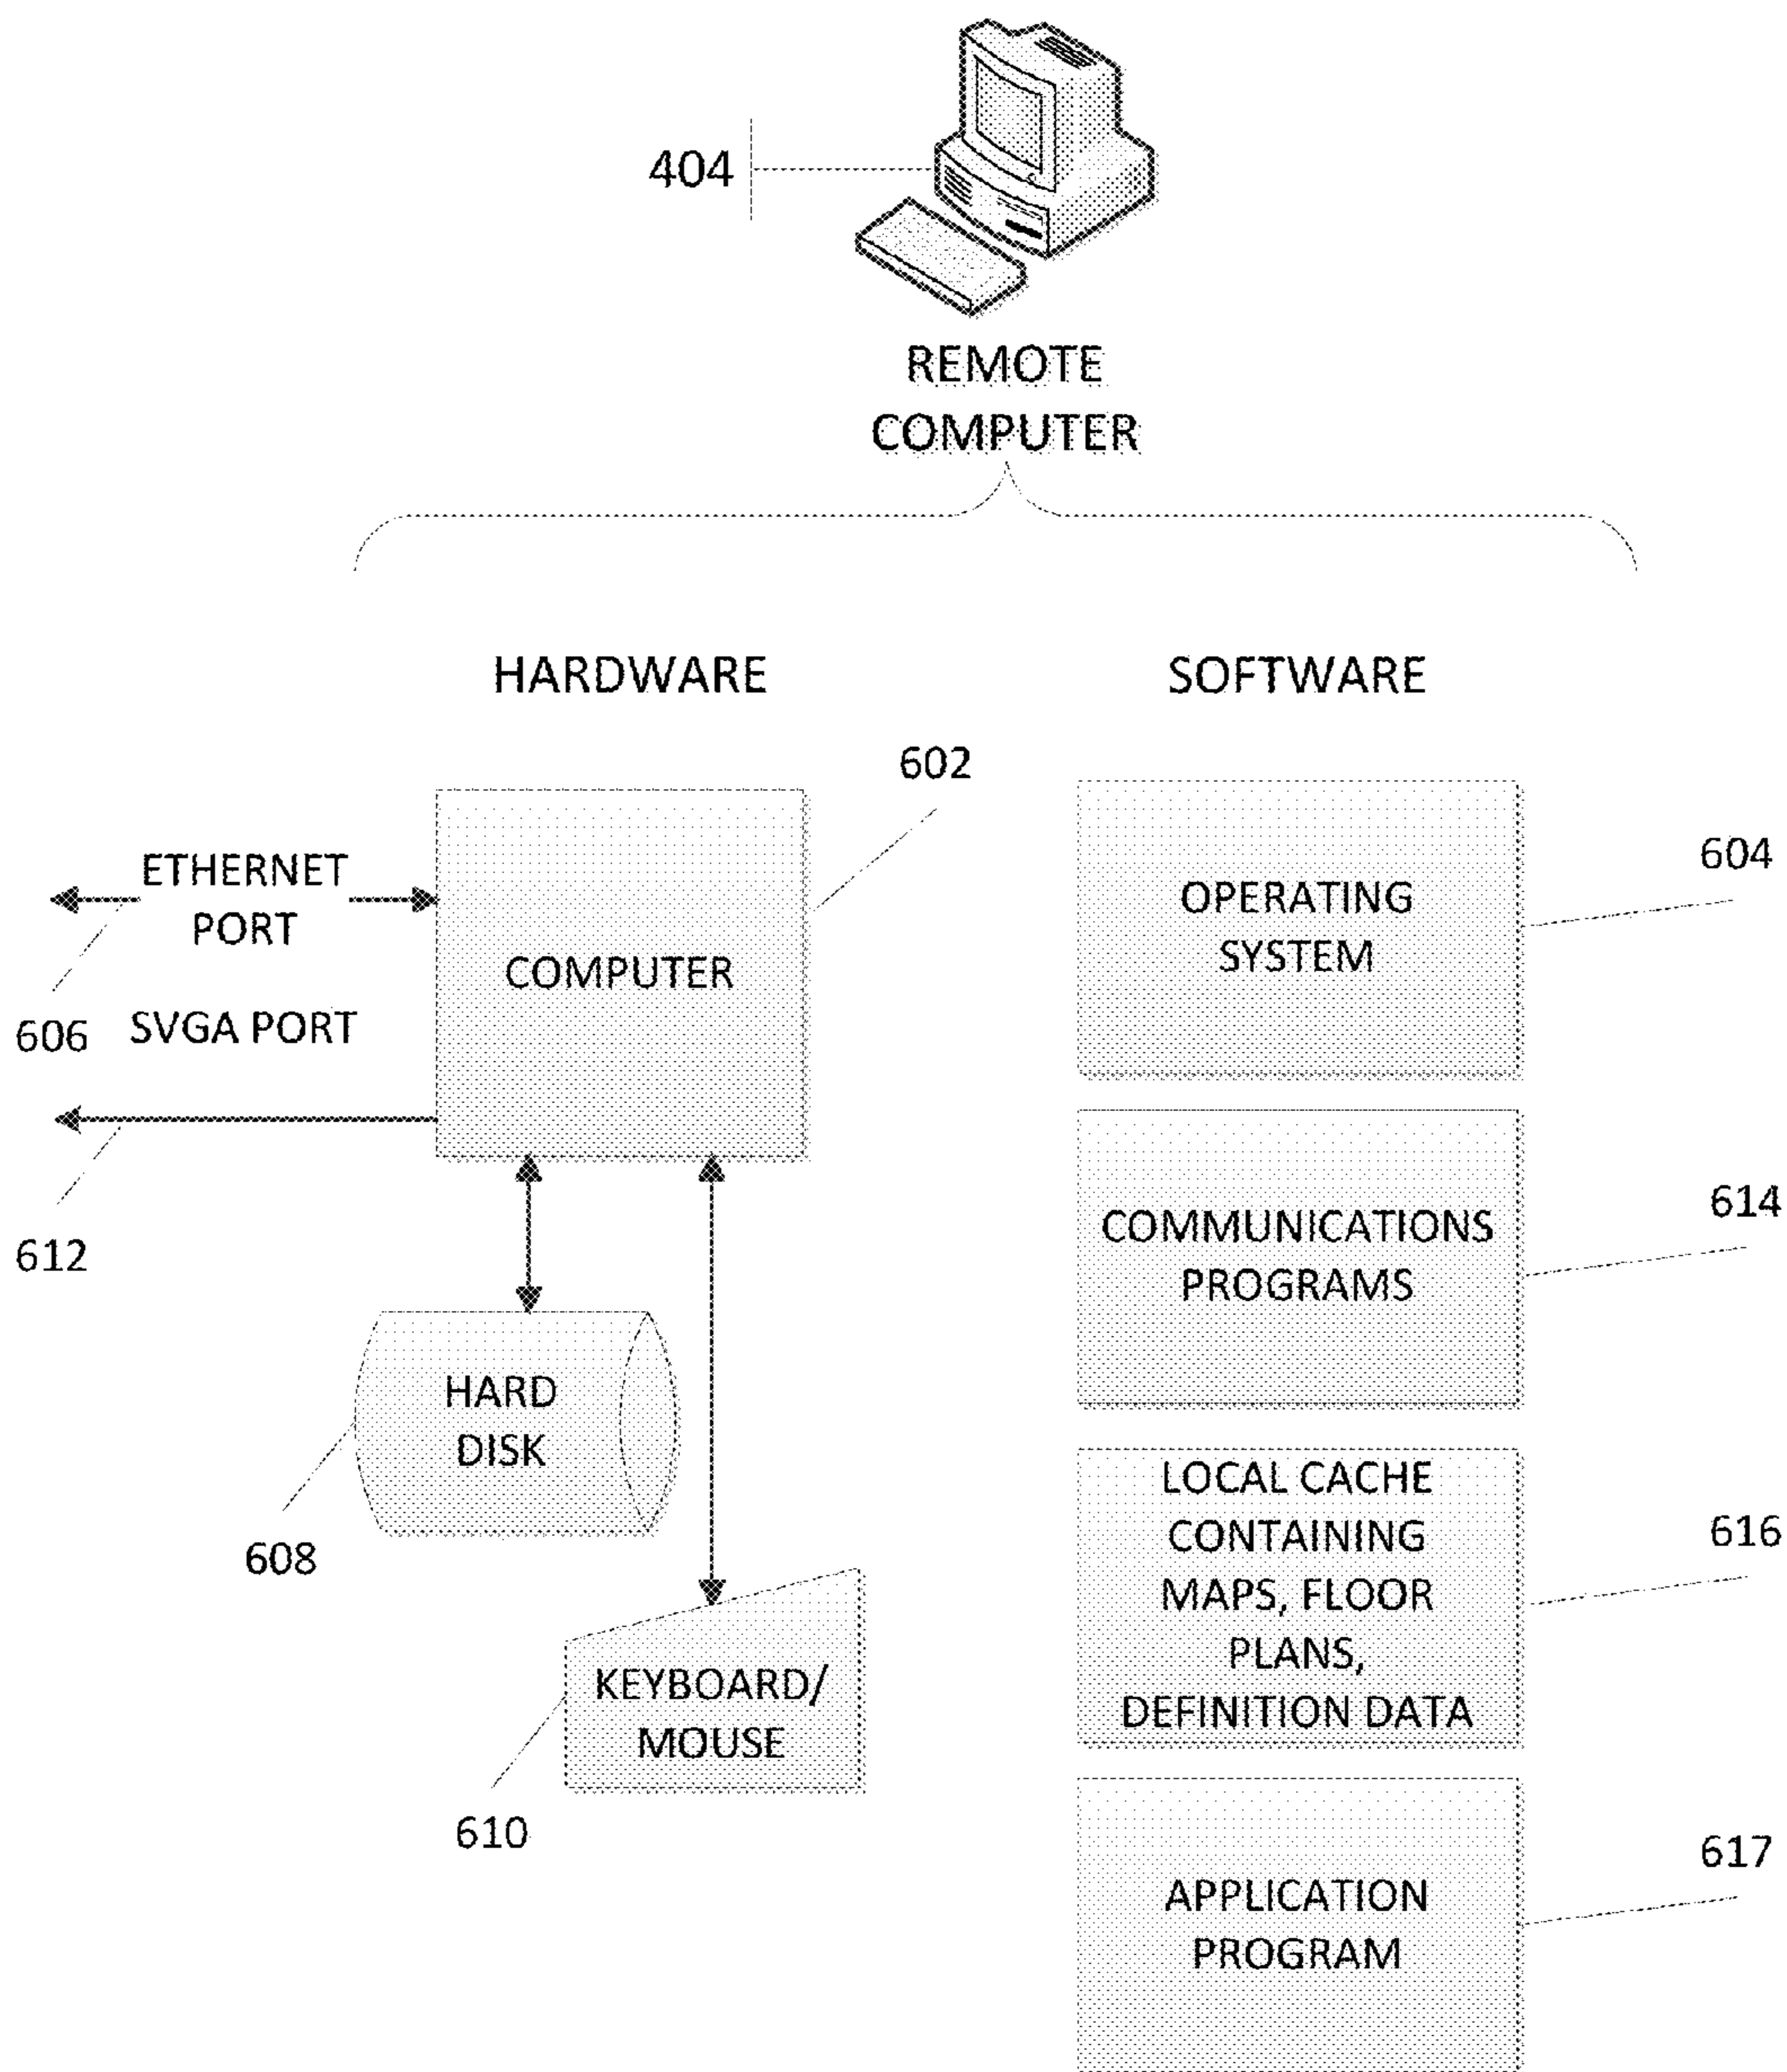 404
REMOTE
COMPUTER
HARDWARE
SOFTWARE
602
ETHERNET
PORT
606
SVGA PORT
612
COMPUTER
HARD
DISK
608
KEYBOARD/
MOUSE
610
OPERATING
SYSTEM
604
COMMUNICATIONS
PROGRAMS
614
LOCAL CACHE
CONTAINING
MAPS, FLOOR
PLANS,
DEFINITION DATA
616
APPLICATION
PROGRAM
617